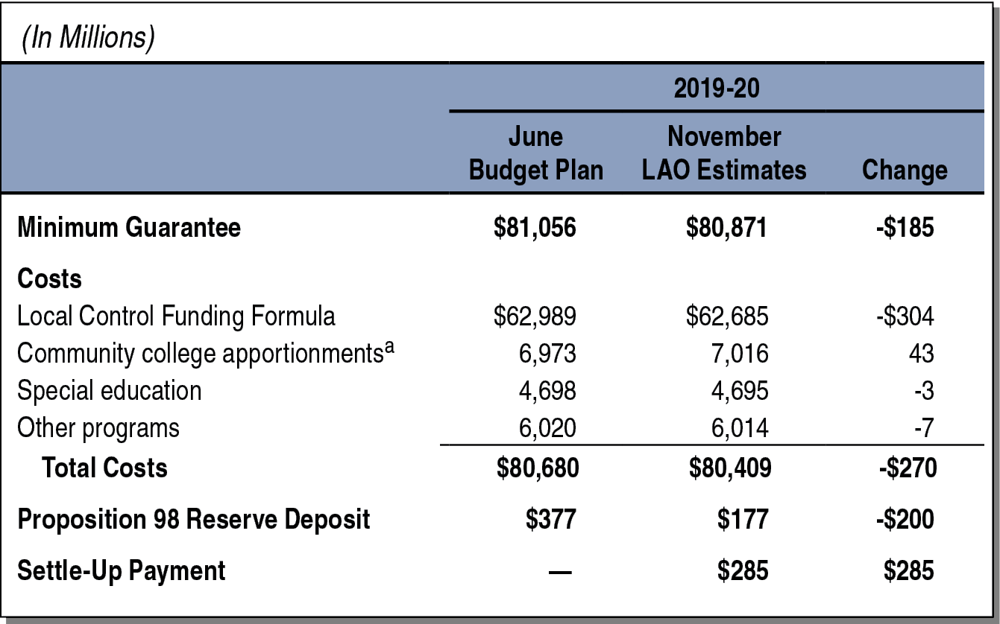 (In Millions)
2019-20
June Budget Plan November LAO Estimates Change
Minimum Guarantee $81,056 $80,871 -$185
Costs
Local Control Funding Formula $62,989 $62,685 -$304
Community college apportionmentsa 6,973 7,016 43
Special education 4,698 4,695 -3
Other programs 6,020 6,014 -7
Total Costs $80,680 $80,409 -$270
Proposition 98 Reserve Deposit $377 $177 -$200
Settle-Up Payment — $285 $285